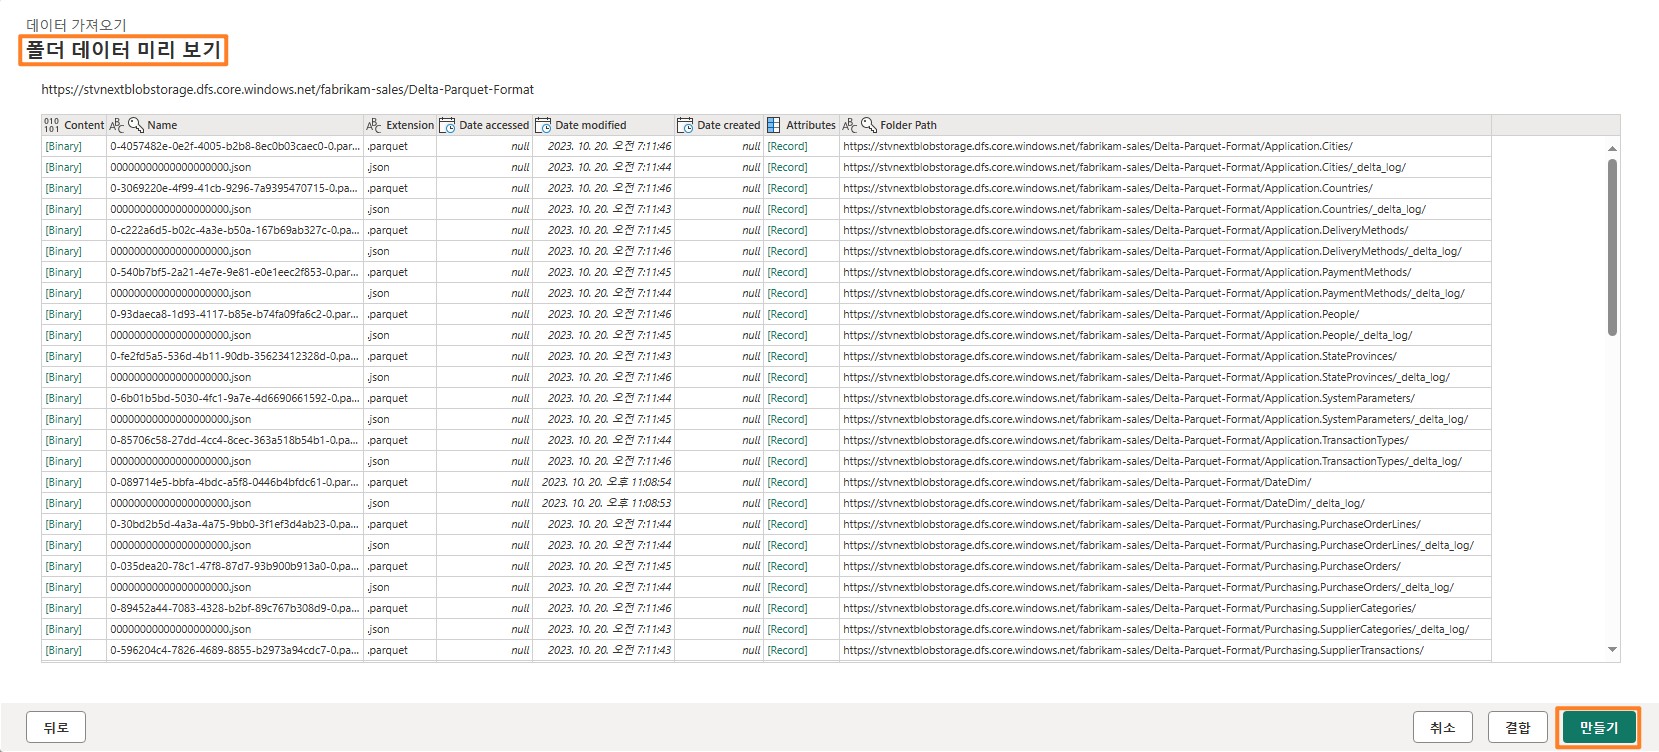 데이터 가져오기
폴더 데이터 미리 보기
https://stvnextblobstorage.dfs.core.windows.net/fabrikam-sales/Delta-Parquet-Format
Content Name Extension Date accessed Date modified Date created Attributes Folder Path
[Binary] 0-4057482e-0e2f-4005-b2b8-8ec0b03caec0-0.par... .parquet null 2023. 10. 20. 오전 7:11:46 null [Record] https://stvnextblobstorage.dfs.core.windows.net/fabrikam-sales/Delta-Parquet-Format/Application.Cities/
[Binary] 00000000000000000000.json .json null 2023. 10. 20. 오전 7:11:44 null [Record] https://stvnextblobstorage.dfs.core.windows.net/fabrikam-sales/Delta-Parquet-Format/Application.Cities/_delta_log/
[Binary] 0-3069220e-4f99-41cb-9296-7a9395470715-0.pa... .parquet null 2023. 10. 20. 오전 7:11:46 null [Record] https://stvnextblobstorage.dfs.core.windows.net/fabrikam-sales/Delta-Parquet-Format/Application.Countries/
[Binary] 00000000000000000000.json .json null 2023. 10. 20. 오전 7:11:43 null [Record] https://stvnextblobstorage.dfs.core.windows.net/fabrikam-sales/Delta-Parquet-Format/Application.Countries/_delta_log/
[Binary] 0-c222a6d5-b02c-4a3e-b50a-167b69ab327c-0.pa... .parquet null 2023. 10. 20. 오전 7:11:45 null [Record] https://stvnextblobstorage.dfs.core.windows.net/fabrikam-sales/Delta-Parquet-Format/Application.DeliveryMethods/
[Binary] 00000000000000000000.json .json null 2023. 10. 20. 오전 7:11:46 null [Record] https://stvnextblobstorage.dfs.core.windows.net/fabrikam-sales/Delta-Parquet-Format/Application.DeliveryMethods/_delta_log/
[Binary] 0-540b7bf5-2a21-4e7e-9e81-e0e1eec2f853-0.par... .parquet null 2023. 10. 20. 오전 7:11:45 null [Record] https://stvnextblobstorage.dfs.core.windows.net/fabrikam-sales/Delta-Parquet-Format/Application.PaymentMethods/
[Binary] 00000000000000000000.json .json null 2023. 10. 20. 오전 7:11:44 null [Record] https://stvnextblobstorage.dfs.core.windows.net/fabrikam-sales/Delta-Parquet-Format/Application.PaymentMethods/_delta_log/
[Binary] 0-93daeca8-1d93-4117-b85e-b74fa09fa6c2-0.par... .parquet null 2023. 10. 20. 오전 7:11:46 null [Record] https://stvnextblobstorage.dfs.core.windows.net/fabrikam-sales/Delta-Parquet-Format/Application.People/
[Binary] 00000000000000000000.json .json null 2023. 10. 20. 오전 7:11:45 null [Record] https://stvnextblobstorage.dfs.core.windows.net/fabrikam-sales/Delta-Parquet-Format/Application.People/_delta_log/
[Binary] 0-fe2fd5a5-536d-4b11-90db-35623412328d-0.pa... .parquet null 2023. 10. 20. 오전 7:11:43 null [Record] https://stvnextblobstorage.dfs.core.windows.net/fabrikam-sales/Delta-Parquet-Format/Application.StateProvinces/
[Binary] 00000000000000000000.json .json null 2023. 10. 20. 오전 7:11:46 null [Record] https://stvnextblobstorage.dfs.core.windows.net/fabrikam-sales/Delta-Parquet-Format/Application.StateProvinces/_delta_log/
[Binary] 0-6b01b5bd-5030-4fc1-9a7e-4d6690661592-0.pa... .parquet null 2023. 10. 20. 오전 7:11:44 null [Record] https://stvnextblobstorage.dfs.core.windows.net/fabrikam-sales/Delta-Parquet-Format/Application.SystemParameters/
[Binary] 00000000000000000000.json .json null 2023. 10. 20. 오전 7:11:45 null [Record] https://stvnextblobstorage.dfs.core.windows.net/fabrikam-sales/Delta-Parquet-Format/Application.SystemParameters/_delta_log/
[Binary] 0-85706c58-27dd-4cc4-8cec-363a518b54b1-0.pa... .parquet null 2023. 10. 20. 오전 7:11:44 null [Record] https://stvnextblobstorage.dfs.core.windows.net/fabrikam-sales/Delta-Parquet-Format/Application.TransactionTypes/
[Binary] 00000000000000000000.json .json null 2023. 10. 20. 오전 7:11:46 null [Record] https://stvnextblobstorage.dfs.core.windows.net/fabrikam-sales/Delta-Parquet-Format/Application.TransactionTypes/_delta_log/
[Binary] 0-089714e5-bbfa-4bdc-a5f8-0446b4bfdc61-0.par... .parquet null 2023. 10. 20. 오후 11:08:54 null [Record] https://stvnextblobstorage.dfs.core.windows.net/fabrikam-sales/Delta-Parquet-Format/DateDim/
[Binary] 00000000000000000000.json .json null 2023. 10. 20. 오후 11:08:53 null [Record] https://stvnextblobstorage.dfs.core.windows.net/fabrikam-sales/Delta-Parquet-Format/DateDim/_delta_log/
[Binary] 0-30bd2b5d-4a3a-4a75-9bb0-3f1ef3d4ab23-0.pa... .parquet null 2023. 10. 20. 오전 7:11:44 null [Record] https://stvnextblobstorage.dfs.core.windows.net/fabrikam-sales/Delta-Parquet-Format/Purchasing.PurchaseOrderLines/
[Binary] 00000000000000000000.json .json null 2023. 10. 20. 오전 7:11:44 null [Record] https://stvnextblobstorage.dfs.core.windows.net/fabrikam-sales/Delta-Parquet-Format/Purchasing.PurchaseOrderLines/_delta_log/
[Binary] 0-035dea20-78c1-47f8-87d7-93b900b913a0-0.pa... .parquet null 2023. 10. 20. 오전 7:11:45 null [Record] https://stvnextblobstorage.dfs.core.windows.net/fabrikam-sales/Delta-Parquet-Format/Purchasing.PurchaseOrders/
[Binary] 00000000000000000000.json .json null 2023. 10. 20. 오전 7:11:44 null [Record] https://stvnextblobstorage.dfs.core.windows.net/fabrikam-sales/Delta-Parquet-Format/Purchasing.PurchaseOrders/_delta_log/
[Binary] 0-89452a44-7083-4328-b2bf-89c767b308d9-0.pa... .parquet null 2023. 10. 20. 오전 7:11:46 null [Record] https://stvnextblobstorage.dfs.core.windows.net/fabrikam-sales/Delta-Parquet-Format/Purchasing.SupplierCategories/
[Binary] 00000000000000000000.json .json null 2023. 10. 20. 오전 7:11:43 null [Record] https://stvnextblobstorage.dfs.core.windows.net/fabrikam-sales/Delta-Parquet-Format/Purchasing.SupplierCategories/_delta_log/
[Binary] 0-596204c4-7826-4689-8855-b2973a94cdc7-0.pa... .parquet null 2023. 10. 20. 오전 7:11:43 null [Record] https://stvnextblobstorage.dfs.core.windows.net/fabrikam-sales/Delta-Parquet-Format/Purchasing.SupplierTransactions/
뒤로 취소 결합 만들기